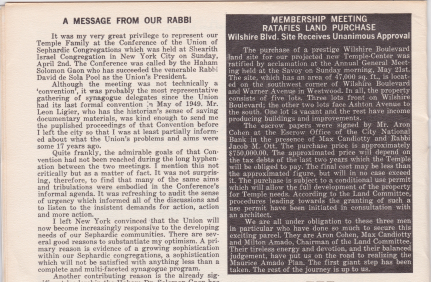 A MESSAGE FROM OUR RABBI
It was my very great privilege to represent our
Temple Family at the Conference of the Union of
Sephardic Congregations which was held at Shearith
Israel Congregation in New York City on Sunday,
April 2nd. The Conference was called by the Haham
Solomon Gaon who has succeeded the venerable Rabbi
David de Sola Pool as the Union's President.
Although the meeting was not technically a
'convention', it was probably the most representative
gathering of synagogue delegates since the Union
had its last formal convention in May of 1949. Mr.
Leon Ligier, who has the historian's sense of saving
documentary materials, was kind enough to send me
the published proceedings of that Convention before
I left the city so that I was at least partially inform-
ed about what the Union's problems and aims were
some 17 years ago.
Quite frankly, the admirable goals of that Con-
vention had not been reached during the long hyphen-
ation between the two meetings. I mention this not
critically but as a matter of fact. It was not surpris-
ing, therefore, to find that many of the same aims
and tribulations were embodied in the Conference's
informal agenda. It was refreshing to audit the sense
of urgency which informed all of the discussions and
to listen to the insistent demands for action, action
and more action.
I left New York convinced that the Union will
now become increasingly responsive to the developing
needs of our Sephardic communities. There are sev-
eral good reasons to substantiate my optimism. A pri-
mary reason is evidence of a growing sophistication
within our Sephardic congregations, a sophistication
which will not be satisfied with anything less than a
complete and multi-faceted synagogue program.
Another contributing reason is the already sig-
MEMBERSHIP MEETING
RATAFIES LAND PURCHASE
Wilshire Blvd. Site Receives Unanimous Approval
The purchase of a prestige Wilshire Boulevard
land site for our projected new Temple-Center was
ratified by acclamation at the Annual General Meet-
ing held at the Savoy on Sunday morning, May 21st.
The site, which has an area of 47,000 sq. ft., is locat-
ed on the southwest corner of Wilshire Boulevard
and Warner Avenue in Westwood. In all, the property
consists of five lots. Three lots front on Wilshire
Boulevard; the other two lots face Ashton Avenue to
the south. One lot is vacant and the rest have income
producing buildings and improvements.
Escrow papers were signed by Mr. Aron
Cohen at the Escrow Office of the City National
Bank in the presence of Max Candiotty and Rabbi
Jacob M. Ott. The purchase price is approximately
$750,000.00. The approximated price will depend on
the tax debts of the last two years which the Temple
will be obligated to pay. The final cost may be less than
the approximated figure, but will in no case exceed
it. The purchase is subject to a conditional use permit
which will allow the full development of the property
for Temple needs. According to the Land Committee,
procedures leading towards the granting of such a
use permit have been initiated in consultation with
an architect.
We are all under obligation to these three men
in particular who have done so much to secure this
exciting parcel. They are Aron Cohen, Max Candiotty
and Milton Amado, Chairman of the Land Committee.
Their tireless energy and devotion, and their balanced
judgement, have put us on the road to realizing the
Maurice Amado Plan. The first giant step has been
taken. The rest of the journey is up to us.